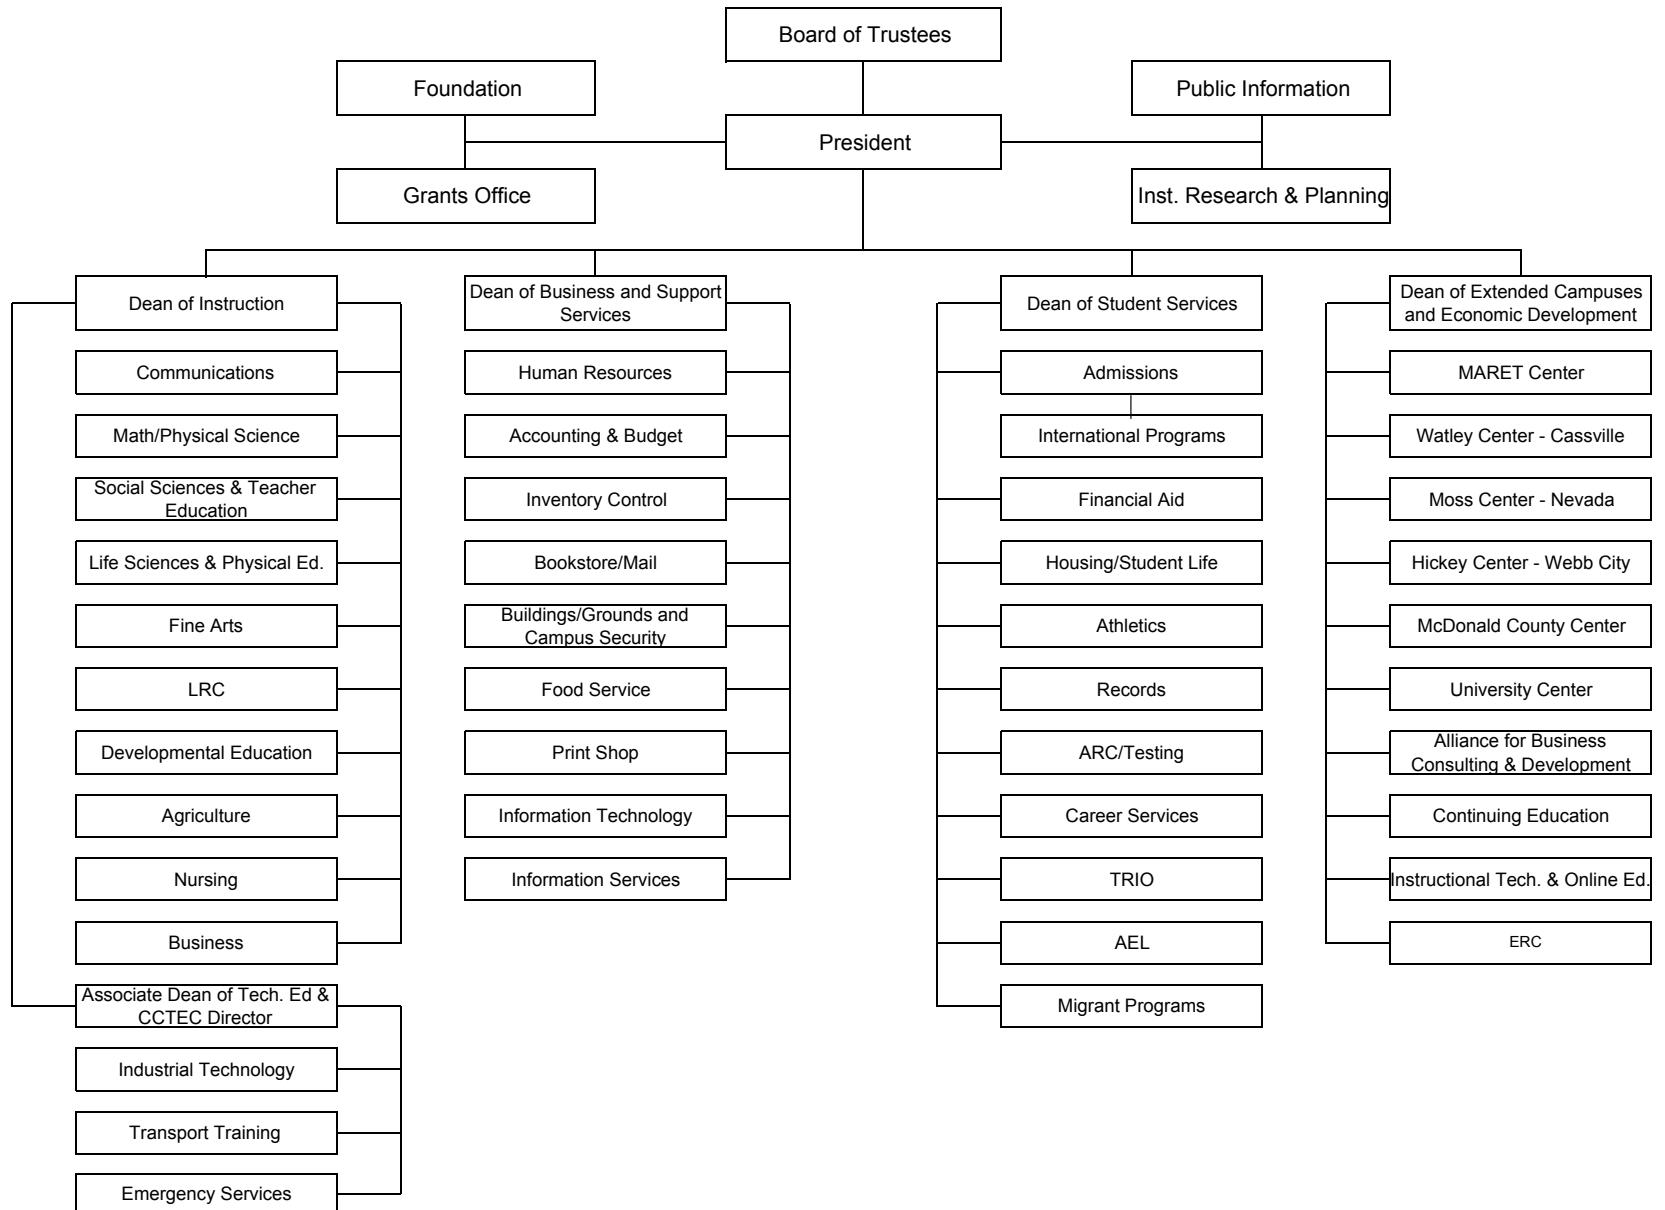 Board of Trustees
Foundation
Public Information
President
Grants Office
Inst. Research & Planning
Dean of Instruction
Communications
Math/Physical Science
Social Sciences & Teacher
Education
Life Sciences & Physical Ed.
Fine Arts
LRC
Developmental Education
Agriculture
Nursing
Business
Associate Dean of Tech. Ed &
CCTEC Director
Industrial Technology
Transport Training
Emergency Services
Dean of Business and Support
Services
Human Resources
Accounting & Budget
Inventory Control
Bookstore/Mail
Buildings/Grounds and
Campus Security
Food Service
Print Shop
Information Technology
Information Services
Dean of Student Services
Admissions
International Programs
Financial Aid
Housing/Student Life
Athletics
Records
ARC/Testing
Career Services
TRIO
AEL
Migrant Programs
Dean of Extended Campuses
and Economic Development
MARET Center
Watley Center - Cassville
Moss Center - Nevada
Hickey Center - Webb City
McDonald County Center
University Center
Alliance for Business
Consulting & Development
Continuing Education
Instructional Tech. & Online Ed.
ERC